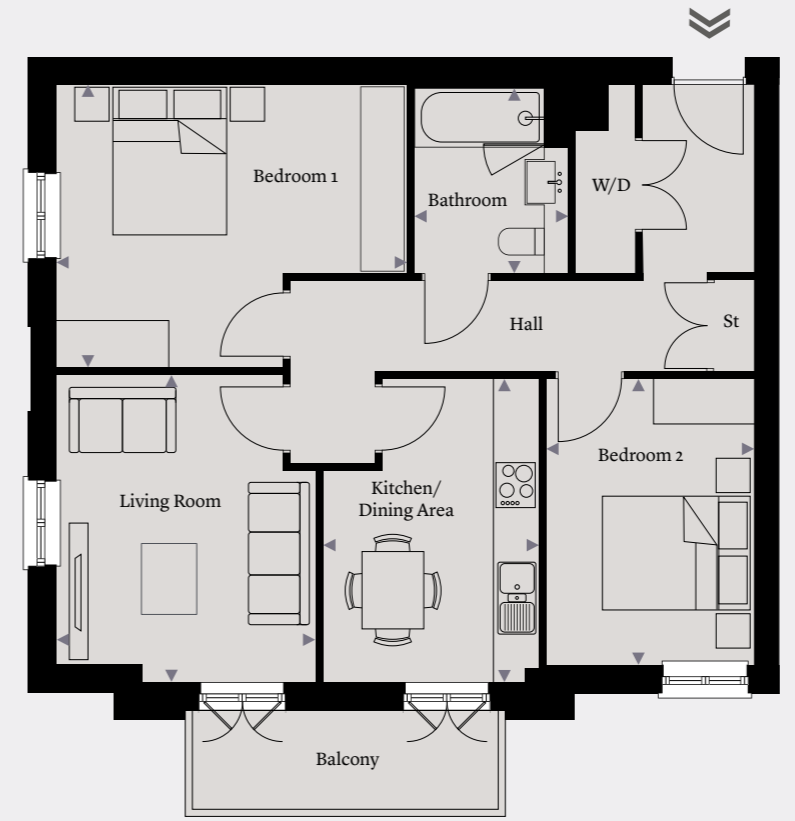 Bedroom 1
Bathroom
W/D
Hall
St
Living Room
Kitchen/
Dining Area
Bedroom 2
Balcony